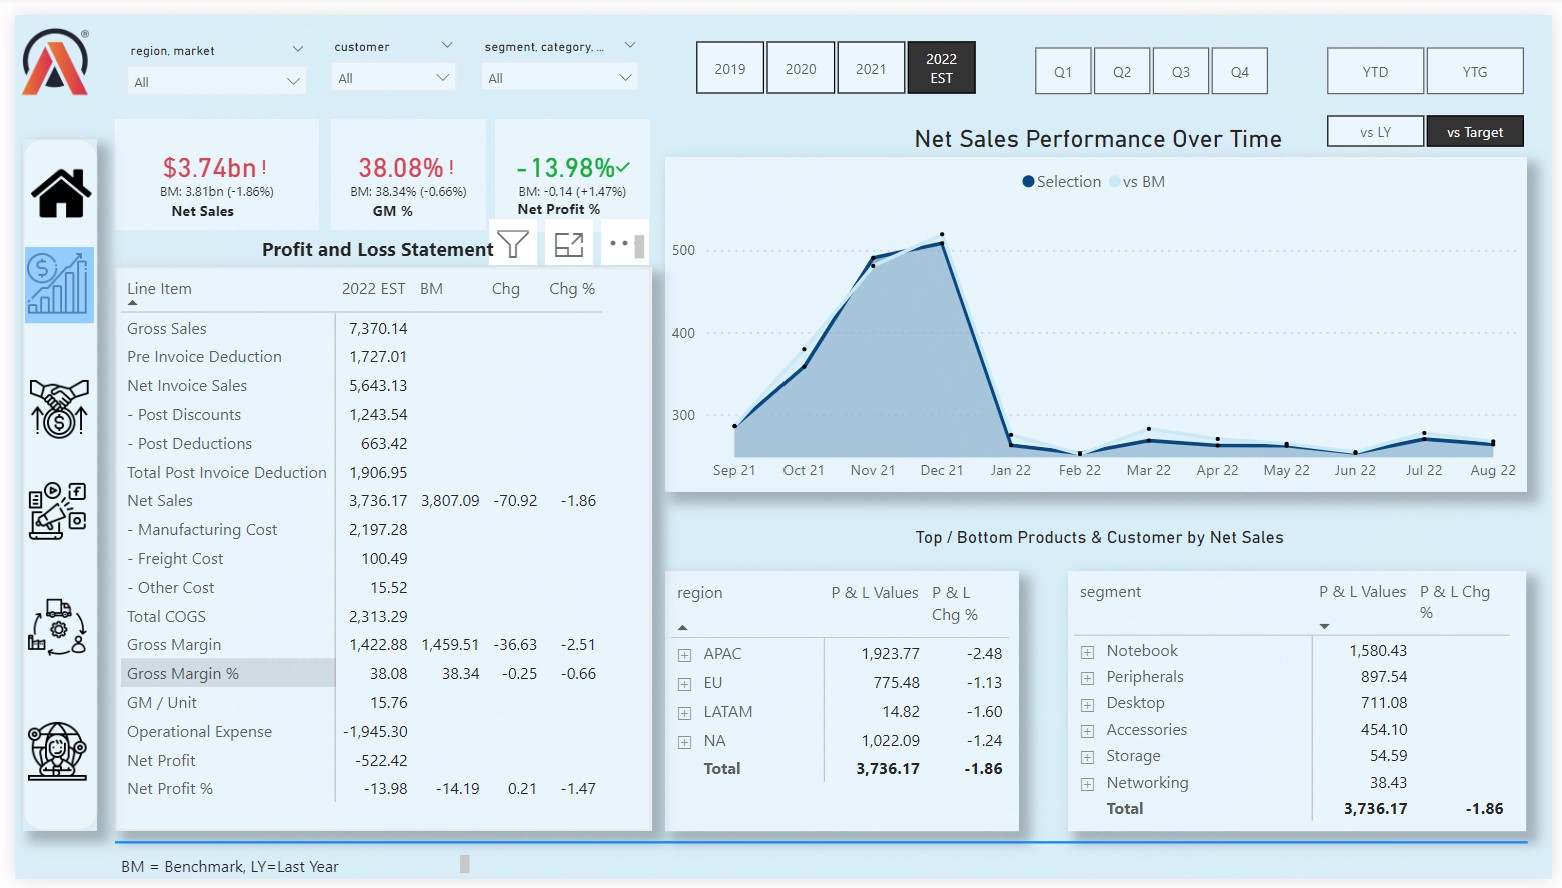 ®
region, market
All
customer
All
segment, category, ...
All
2019
2020
2021
2022 EST
Q1
Q2
Q3
Q4
YTD
YTG
vs LY
vs Target
$3.74bn !
BM: 3.81bn (-1.86%)
Net Sales
38.08% !
BM: 38.34% (-0.66%)
GM %
-13.98%✓
BM: -0.14 (+1.47%)
Net Profit %
Profit and Loss Statement
Line Item 2022 EST BM Chg Chg %
Gross Sales 7,370.14
Pre Invoice Deduction 1,727.01
Net Invoice Sales 5,643.13
- Post Discounts 1,243.54
- Post Deductions 663.42
Total Post Invoice Deduction 1,906.95
Net Sales 3,736.17 3,807.09 -70.92 -1.86
- Manufacturing Cost 2,197.28
- Freight Cost 100.49
- Other Cost 15.52
Total COGS 2,313.29
Gross Margin 1,422.88 1,459.51 -36.63 -2.51
Gross Margin % 38.08 38.34 -0.25 -0.66
GM / Unit 15.76
Operational Expense -1,945.30
Net Profit -522.42
Net Profit % -13.98 -14.19 0.21 -1.47
Net Sales Performance Over Time
Selection vs BM
500
400
300
Sep 21 Oct 21 Nov 21 Dec 21 Jan 22 Feb 22 Mar 22 Apr 22 May 22 Jun 22 Jul 22 Aug 22
Top / Bottom Products & Customer by Net Sales
region P & L Values P & L
Chg %
APAC 1,923.77 -2.48
EU 775.48 -1.13
LATAM 14.82 -1.60
NA 1,022.09 -1.24
Total 3,736.17 -1.86
segment P & L Values P & L Chg
%
Notebook 1,580.43
Peripherals 897.54
Desktop 711.08
Accessories 454.10
Storage 54.59
Networking 38.43
Total 3,736.17 -1.86
BM = Benchmark, LY=Last Year